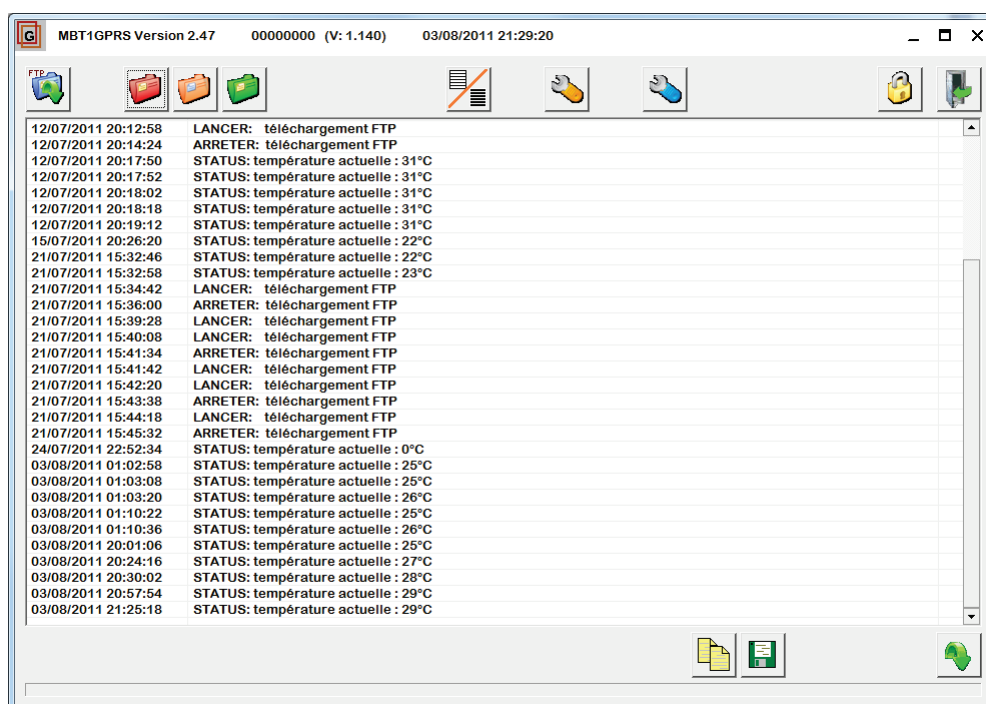 G MBT1GPRS Version 2.47 00000000 (V: 1.140) 03/08/2011 21:29:20
FTP
12/07/2011 20:12:58 LANCER: téléchargement FTP
12/07/2011 20:14:24 ARRETER: téléchargement FTP
12/07/2011 20:17:50 STATUS: température actuelle : 31°C
12/07/2011 20:17:52 STATUS: température actuelle : 31°C
12/07/2011 20:18:02 STATUS: température actuelle : 31°C
12/07/2011 20:18:18 STATUS: température actuelle : 31°C
12/07/2011 20:19:12 STATUS: température actuelle : 31°C
15/07/2011 20:26:20 STATUS: température actuelle : 22°C
21/07/2011 15:32:46 STATUS: température actuelle : 22°C
21/07/2011 15:32:58 STATUS: température actuelle : 23°C
21/07/2011 15:34:42 LANCER: téléchargement FTP
21/07/2011 15:36:00 ARRETER: téléchargement FTP
21/07/2011 15:39:28 LANCER: téléchargement FTP
21/07/2011 15:40:08 LANCER: téléchargement FTP
21/07/2011 15:41:34 ARRETER: téléchargement FTP
21/07/2011 15:41:42 LANCER: téléchargement FTP
21/07/2011 15:42:20 LANCER: téléchargement FTP
21/07/2011 15:43:38 ARRETER: téléchargement FTP
21/07/2011 15:44:18 LANCER: téléchargement FTP
21/07/2011 15:45:32 ARRETER: téléchargement FTP
24/07/2011 22:52:34 STATUS: température actuelle : 0°C
03/08/2011 01:02:58 STATUS: température actuelle : 25°C
03/08/2011 01:03:08 STATUS: température actuelle : 25°C
03/08/2011 01:03:20 STATUS: température actuelle : 26°C
03/08/2011 01:10:22 STATUS: température actuelle : 25°C
03/08/2011 01:10:36 STATUS: température actuelle : 26°C
03/08/2011 20:01:06 STATUS: température actuelle : 25°C
03/08/2011 20:24:16 STATUS: température actuelle : 27°C
03/08/2011 20:30:02 STATUS: température actuelle : 28°C
03/08/2011 20:57:54 STATUS: température actuelle : 29°C
03/08/2011 21:25:18 STATUS: température actuelle : 29°C